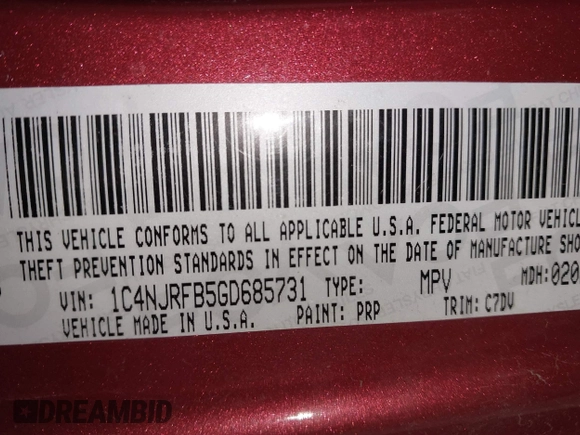 THIS VEHICLE CONFORMS TO ALL APPLICABLE U.S.A. FEDERAL MOTOR VEHICL
THEFT PREVENTION STANDARDS IN EFFECT ON THE DATE OF MANUFACTURE SHO
VIN: 1C4NJRFB5GD685731 TYPE: MPV MDH:020
VEHICLE MADE IN U.S.A. PAINT: PRP TRIM: C7DV
DREAMBID